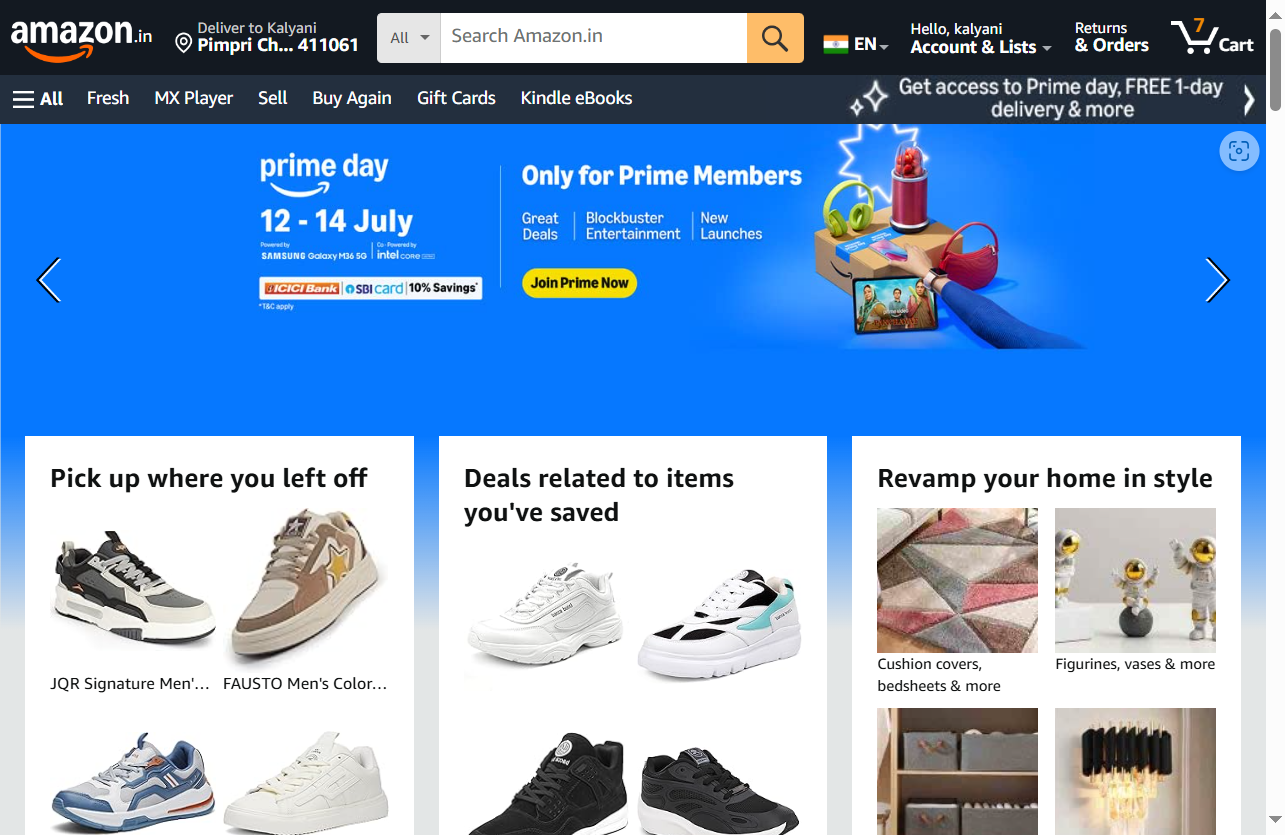 amazon.in
Deliver to Kalyani
Pimpri Ch... 411061
All
Search Amazon.in
EN
Hello, kalyani
Account & Lists
Returns
& Orders
7
Cart
All
Fresh
MX Player
Sell
Buy Again
Gift Cards
Kindle eBooks
Get access to Prime day, FREE 1-day
delivery & more
prime day
12 - 14 July
Powered by
SAMSUNG Galaxy M36 5G
Co- Powered by
intel CORE
ICICI Bank
SBI card
10% Savings*
*T&C apply
Only for Prime Members
Great
Deals
Blockbuster
Entertainment
New
Launches
Join Prime Now
Pick up where you left off
JQR Signature Men'...
FAUSTO Men's Color...
Deals related to items
you've saved
Revamp your home in style
Cushion covers,
bedsheets & more
Figurines, vases & more